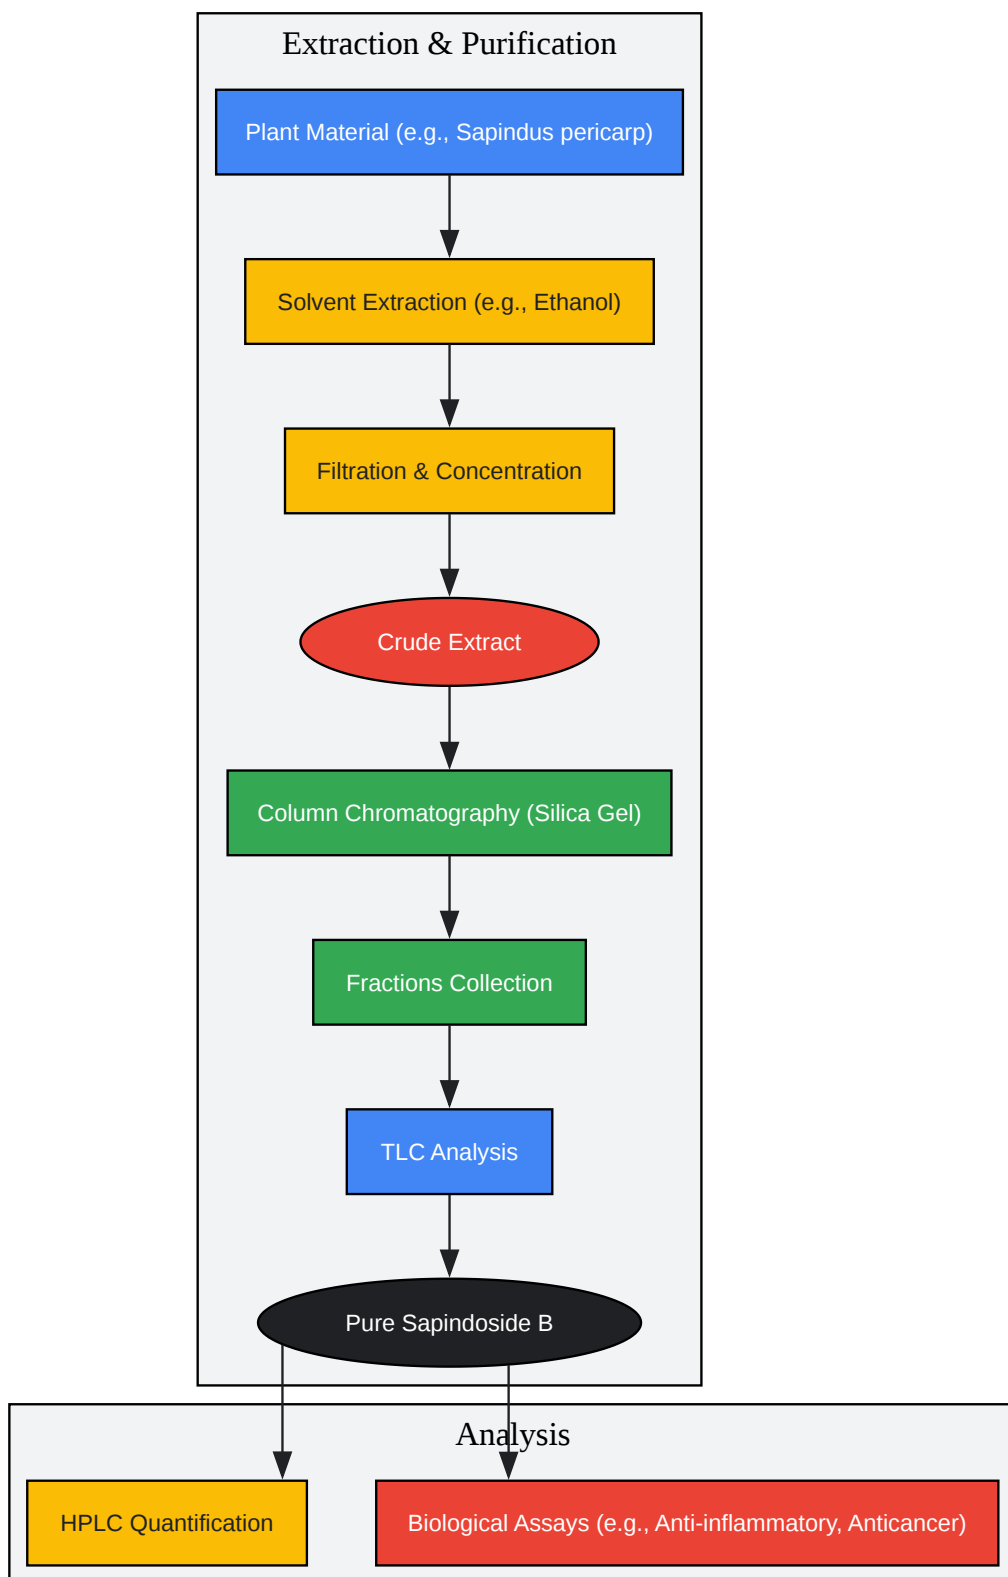 Extraction & Purification
Plant Material (e.g., Sapindus pericarp)
Solvent Extraction (e.g., Ethanol)
Filtration & Concentration
Crude Extract
Column Chromatography (Silica Gel)
Fractions Collection
TLC Analysis
Pure Sapindoside B
Analysis
HPLC Quantification
Biological Assays (e.g., Anti-inflammatory, Anticancer)